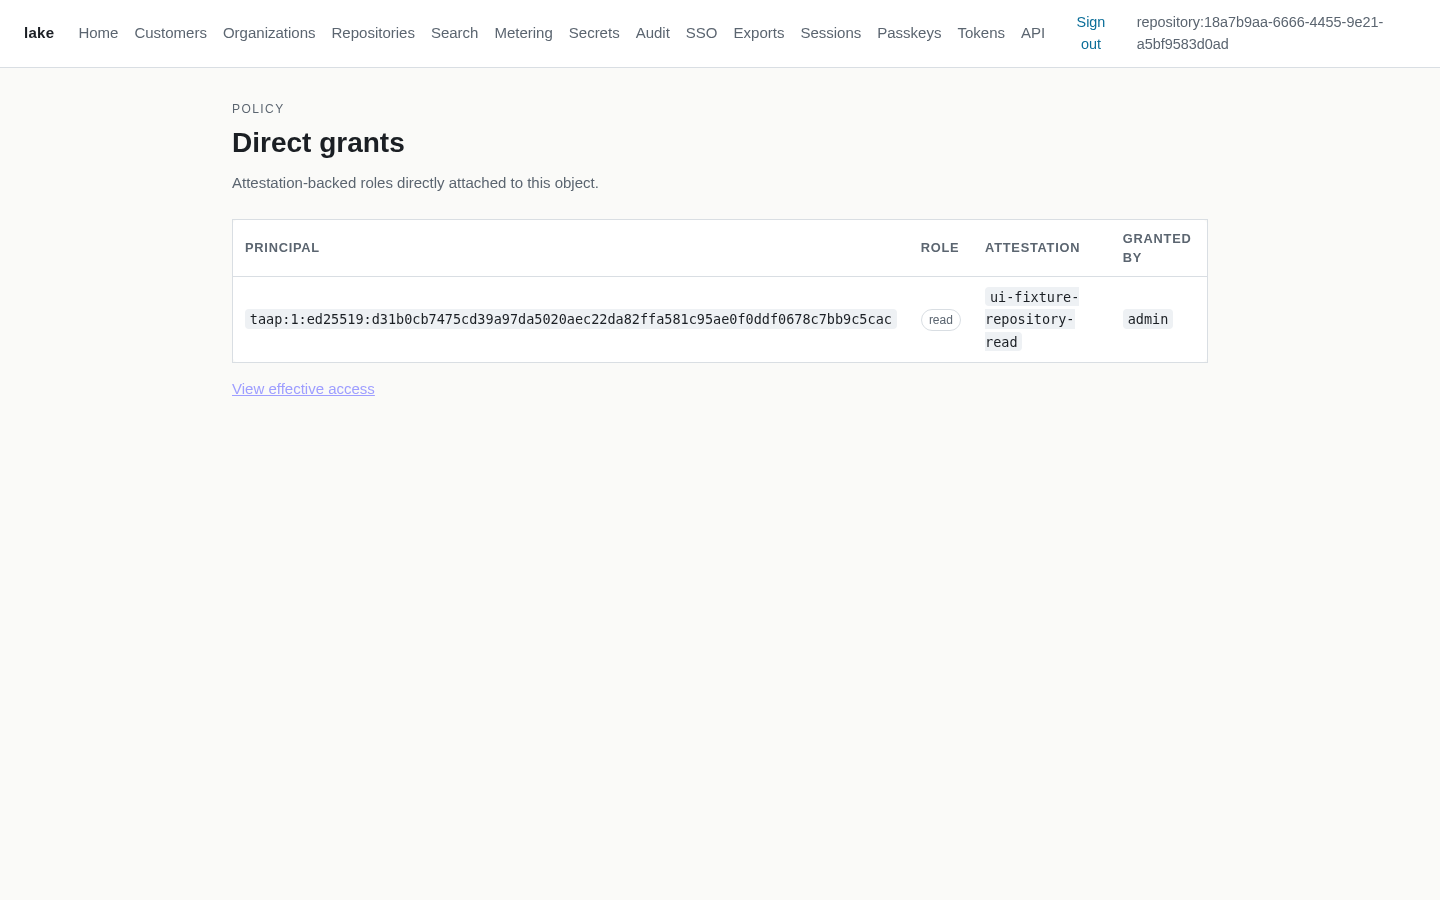 lake Home Customers Organizations Repositories Search Metering Secrets Audit SSO Exports Sessions Passkeys Tokens API Sign out repository:18a7b9aa-6666-4455-9e21-a5bf9583d0ad
POLICY
Direct grants
Attestation-backed roles directly attached to this object.
PRINCIPAL ROLE ATTESTATION GRANTED BY
taap:1:ed25519:d31b0cb7475cd39a97da5020aec22da82ffa581c95ae0f0ddf0678c7bb9c5cac read ui-fixture-repository-read admin
View effective access